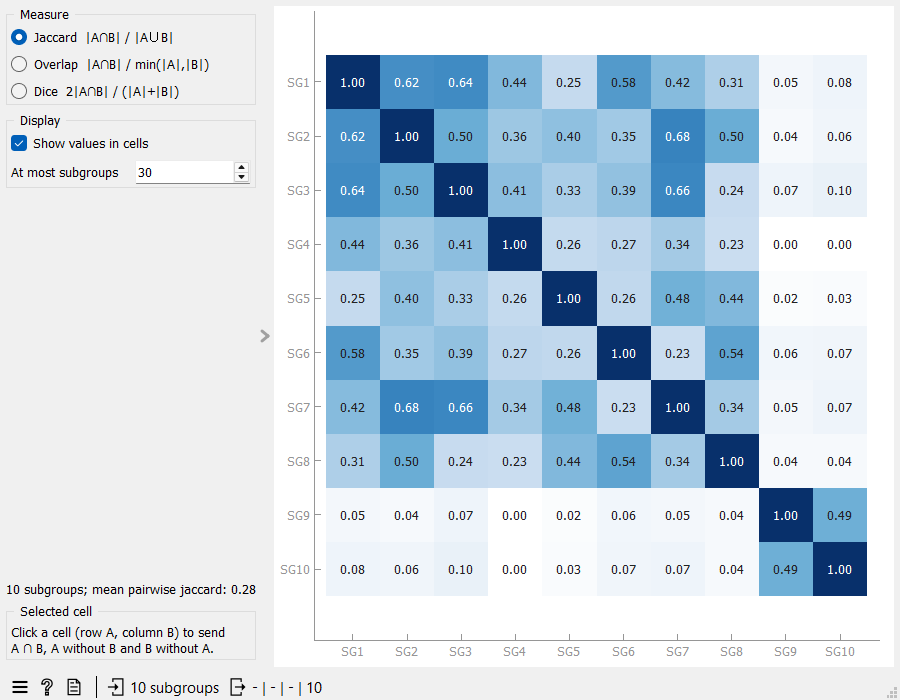 Measure
Jaccard |A∩B| / |A∪B|
Overlap |A∩B| / min(|A|,|B|)
Dice 2|A∩B| / (|A|+|B|)
Display
Show values in cells
At most subgroups 30
10 subgroups; mean pairwise jaccard: 0.28
Selected cell
Click a cell (row A, column B) to send
A ∩ B, A without B and B without A.
10 subgroups - | - | - | 10
SG1 1.00 0.62 0.64 0.44 0.25 0.58 0.42 0.31 0.05 0.08
SG2 0.62 1.00 0.50 0.36 0.40 0.35 0.68 0.50 0.04 0.06
SG3 0.64 0.50 1.00 0.41 0.33 0.39 0.66 0.24 0.07 0.10
SG4 0.44 0.36 0.41 1.00 0.26 0.27 0.34 0.23 0.00 0.00
SG5 0.25 0.40 0.33 0.26 1.00 0.26 0.48 0.44 0.02 0.03
SG6 0.58 0.35 0.39 0.27 0.26 1.00 0.23 0.54 0.06 0.07
SG7 0.42 0.68 0.66 0.34 0.48 0.23 1.00 0.34 0.05 0.07
SG8 0.31 0.50 0.24 0.23 0.44 0.54 0.34 1.00 0.04 0.04
SG9 0.05 0.04 0.07 0.00 0.02 0.06 0.05 0.04 1.00 0.49
SG10 0.08 0.06 0.10 0.00 0.03 0.07 0.07 0.04 0.49 1.00
SG1 SG2 SG3 SG4 SG5 SG6 SG7 SG8 SG9 SG10